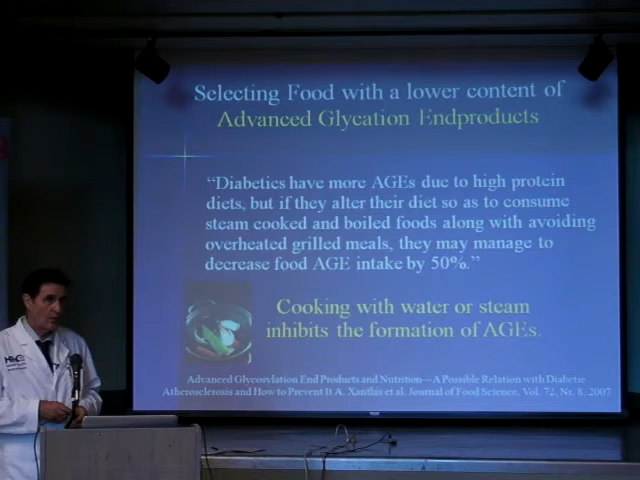 Selecting Food with a lower content of
Advanced Glycation Endproducts
“Diabetics have more AGEs due to high protein
diets, but if they alter their diet so as to consume
steam cooked and boiled foods along with avoiding
overheated grilled meals, they may manage to
decrease food AGE intake by 50%.”
Cooking with water or steam
inhibits the formation of AGEs.
Advanced Glycosylation End Products and Nutrition—A Possible Relation with Diabetic
Atherosclerosis and How to Prevent It A. Xanthis et al. Journal of Food Science, Vol. 72, Nr. 8, 2007